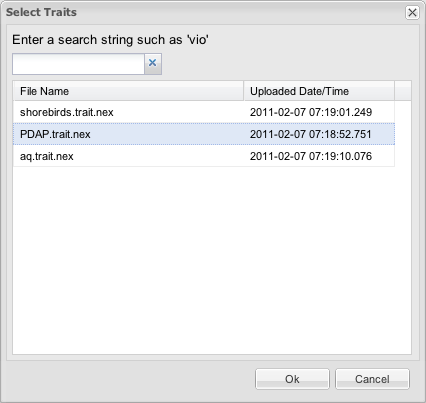 Select Traits
Enter a search string such as 'vio'
File Name Uploaded Date/Time
shorebirds.trait.nex 2011-02-07 07:19:01.249
PDAP.trait.nex 2011-02-07 07:18:52.751
aq.trait.nex 2011-02-07 07:19:10.076
Ok Cancel